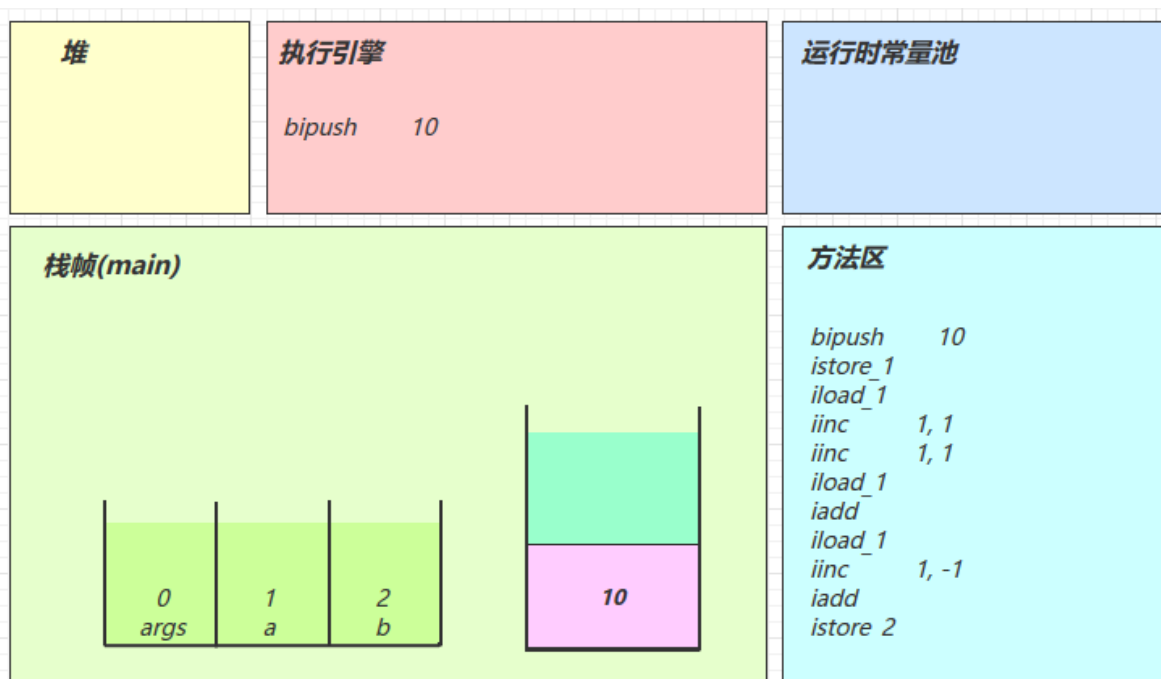 堆
执行引擎
bipush 10
运行时常量池
栈帧(main)
0 1 2
args a b
10
方法区
bipush 10
istore_1
iload_1
iinc 1, 1
iinc 1, 1
iload_1
iadd
iload_1
iinc 1, -1
iadd
istore 2